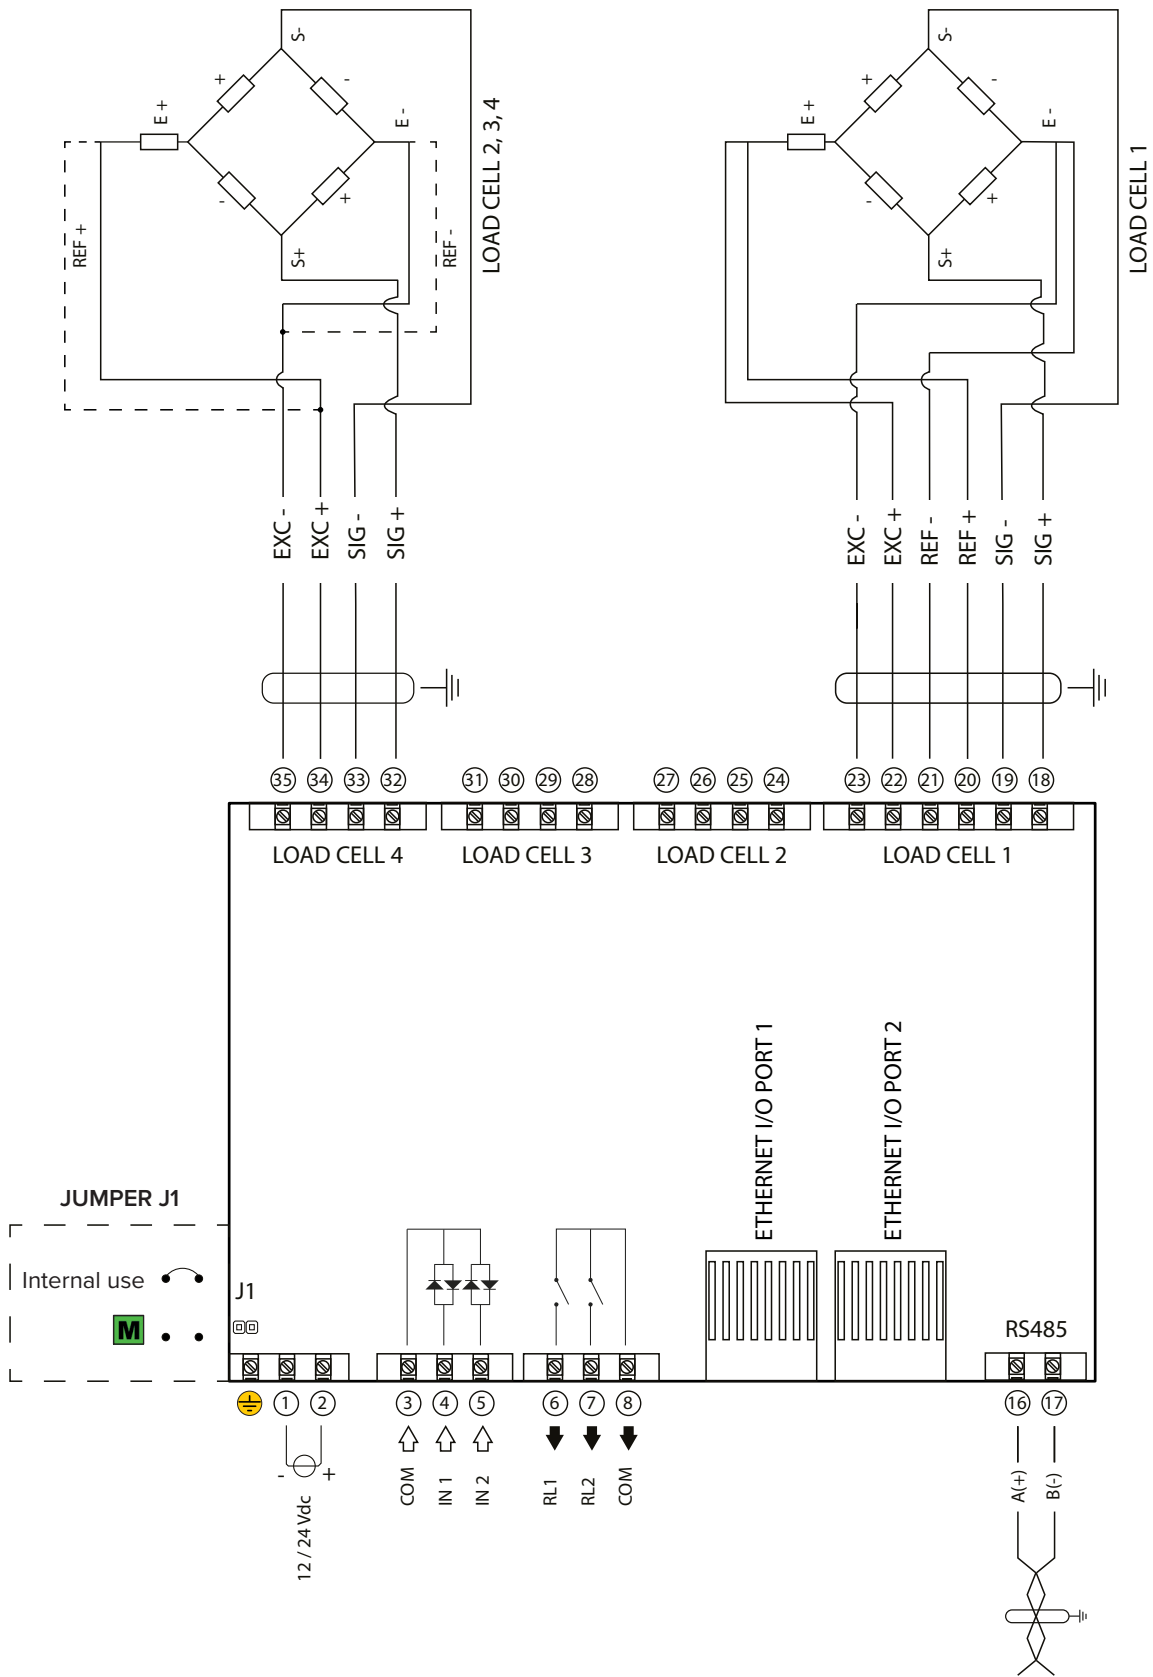 S-
+
-
E +
E -
REF +
REF -
-
+
S+
LOAD CELL 2, 3, 4
S-
+
-
E +
E -
-
+
S+
LOAD CELL 1
EXC -
EXC +
SIG -
SIG +
EXC -
EXC +
REF -
REF +
SIG -
SIG +
35 34 33 32 31 30 29 28 27 26 25 24 23 22 21 20 19 18
LOAD CELL 4
LOAD CELL 3
LOAD CELL 2
LOAD CELL 1
ETHERNET I/O PORT 1
ETHERNET I/O PORT 2
JUMPER J1
Internal use
M
J1
RS485
1 2 3 4 5 6 7 8 16 17
- +
12 / 24 Vdc
COM
IN 1
IN 2
RL1
RL2
COM
A(+)
B(-)